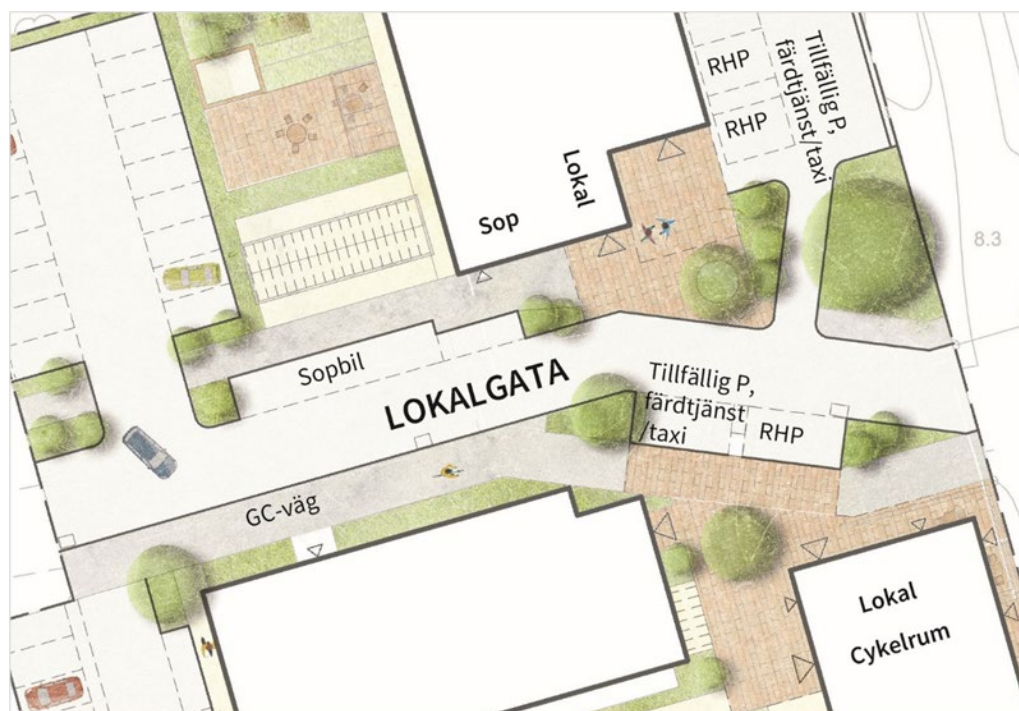 RHP
RHP
Tillfällig P,
färdtjänst/taxi
Lokal
Sop
8.3
Sopbil
LOKALGATA
Tillfällig P,
färdtjänst
/taxi
RHP
GC-väg
Lokal
Cykelrum